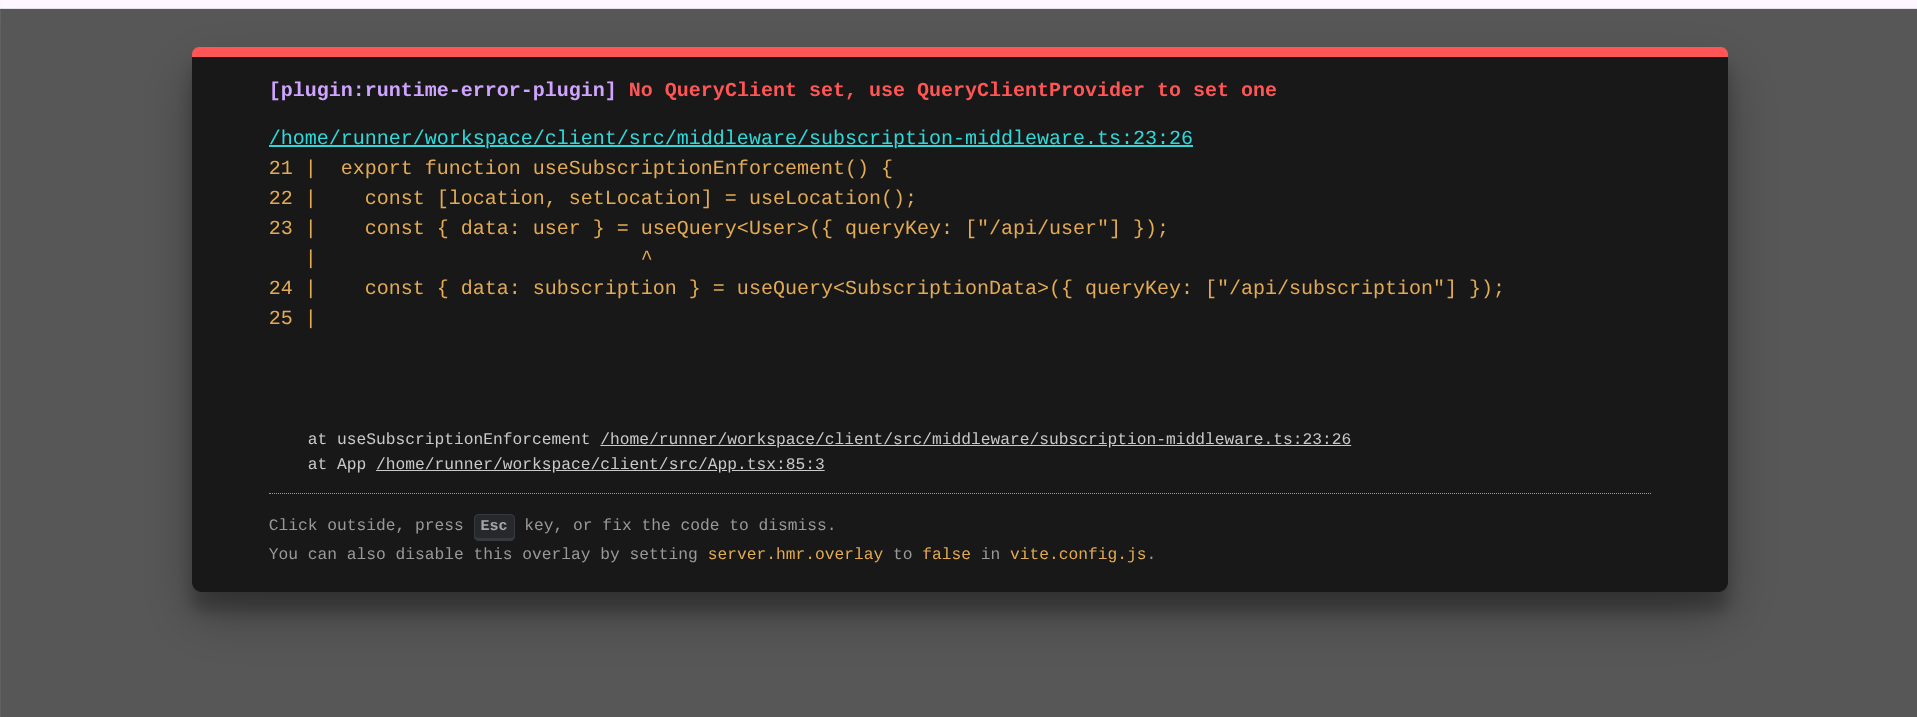 [plugin:runtime-error-plugin] No QueryClient set, use QueryClientProvider to set one
/home/runner/workspace/client/src/middleware/subscription-middleware.ts:23:26
21 |  export function useSubscriptionEnforcement() {
22 |    const [location, setLocation] = useLocation();
23 |    const { data: user } = useQuery<User>({ queryKey: ["/api/user"] });
   |                           ^
24 |    const { data: subscription } = useQuery<SubscriptionData>({ queryKey: ["/api/subscription"] });
25 |
at useSubscriptionEnforcement /home/runner/workspace/client/src/middleware/subscription-middleware.ts:23:26
at App /home/runner/workspace/client/src/App.tsx:85:3
Click outside, press Esc key, or fix the code to dismiss.
You can also disable this overlay by setting server.hmr.overlay to false in vite.config.js.